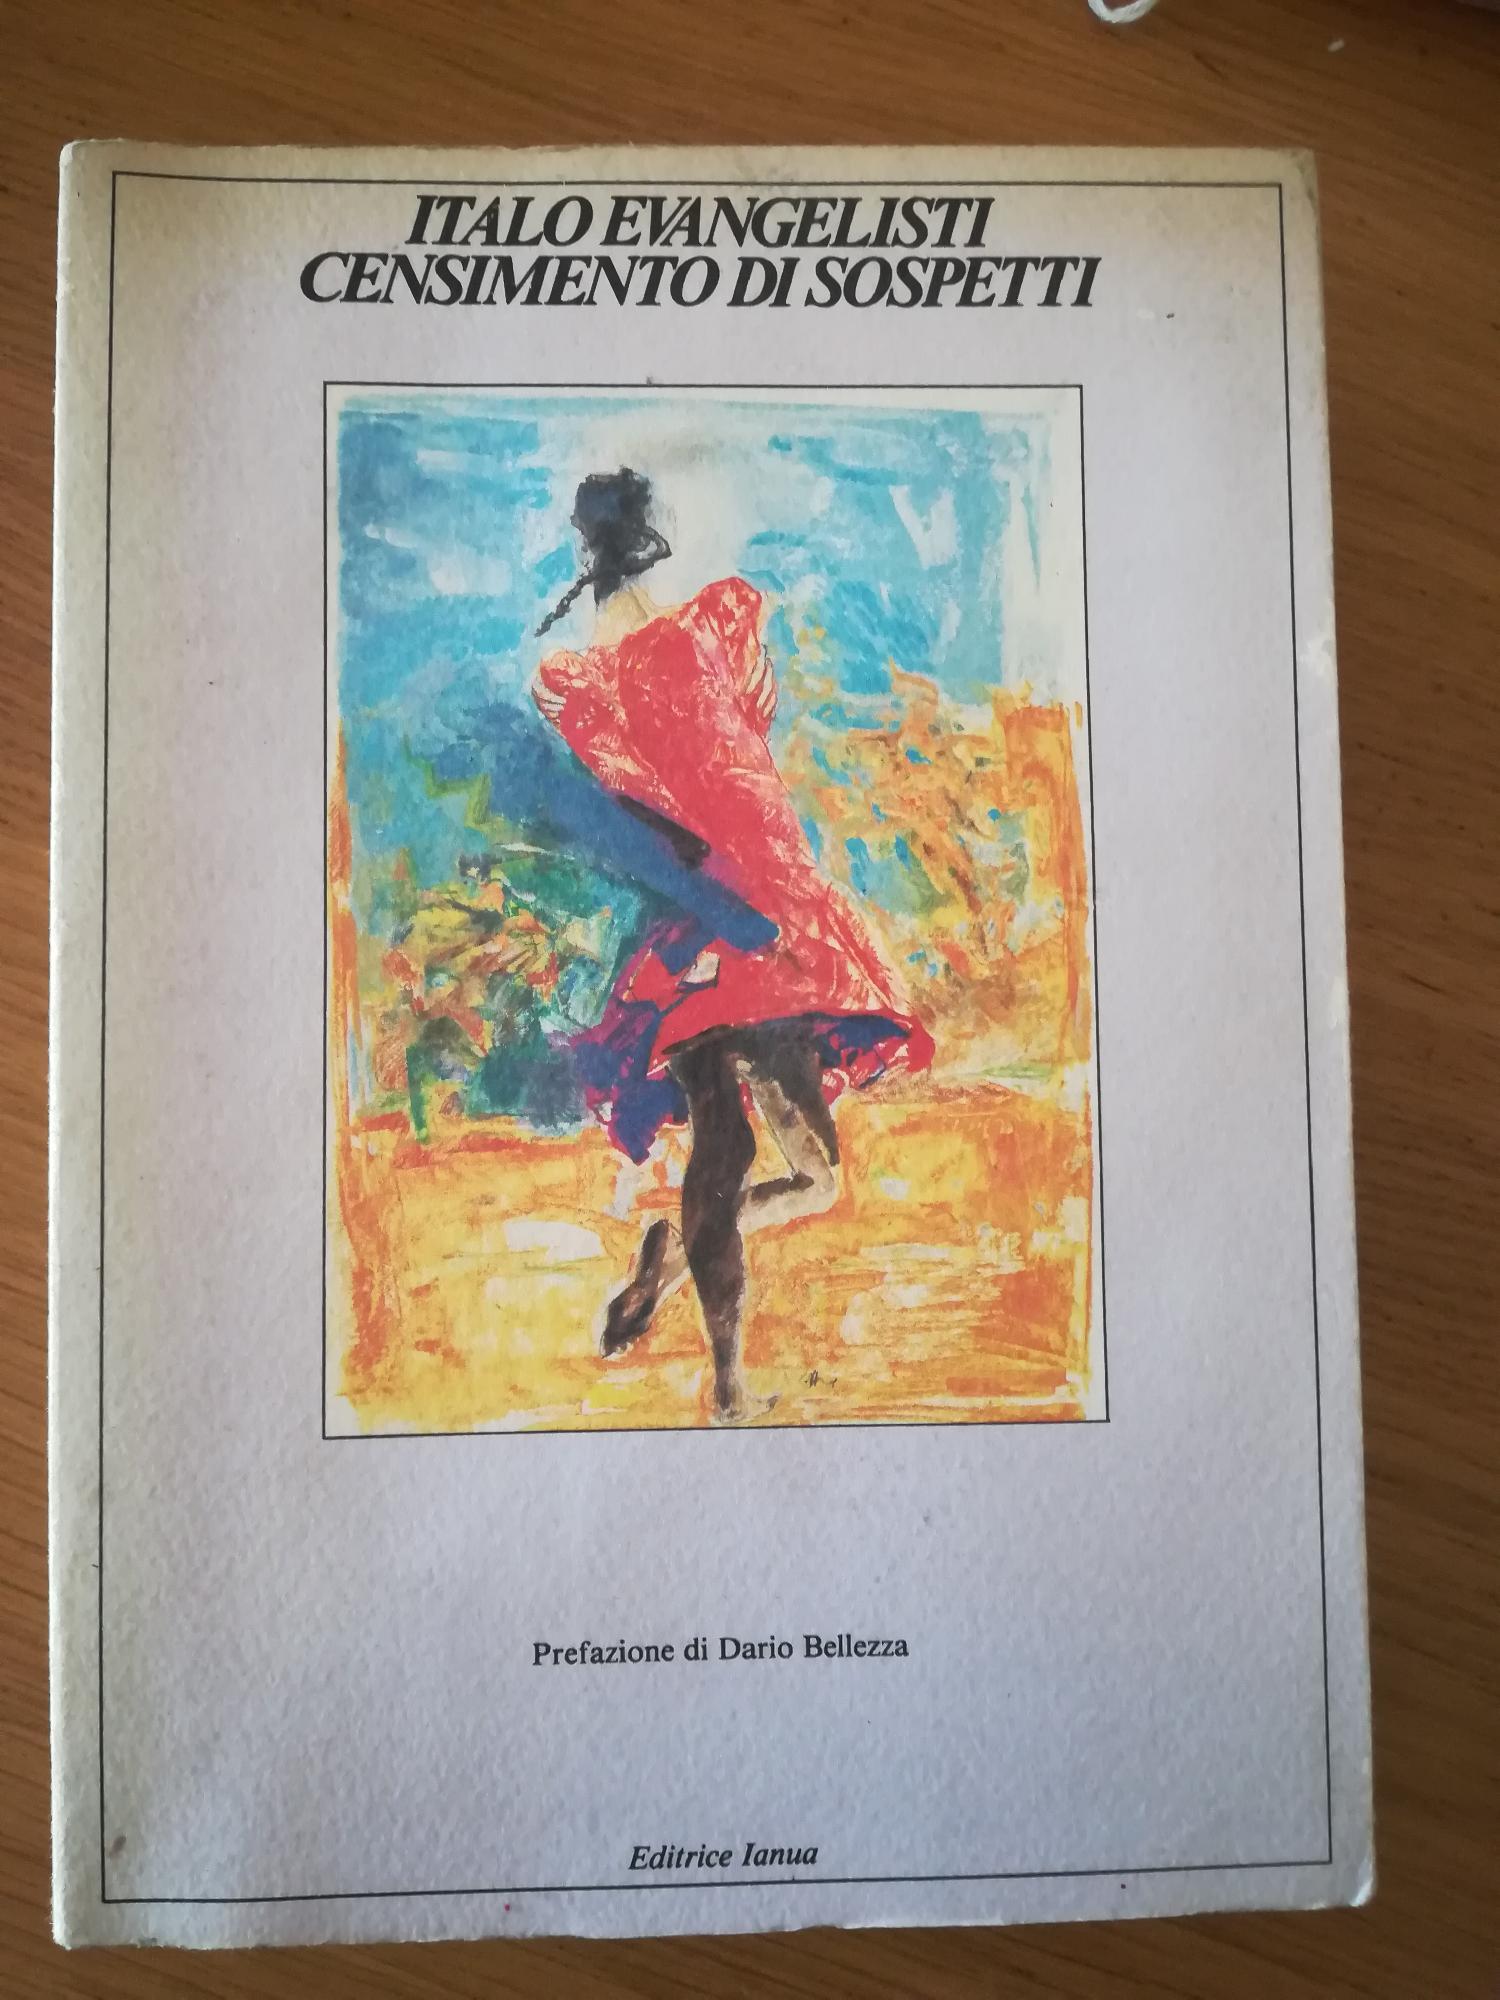 ITALO EVANGELISTI
CENSIMENTO DI SOSPETTI
Prefazione di Dario Bellezza
Editrice Ianua